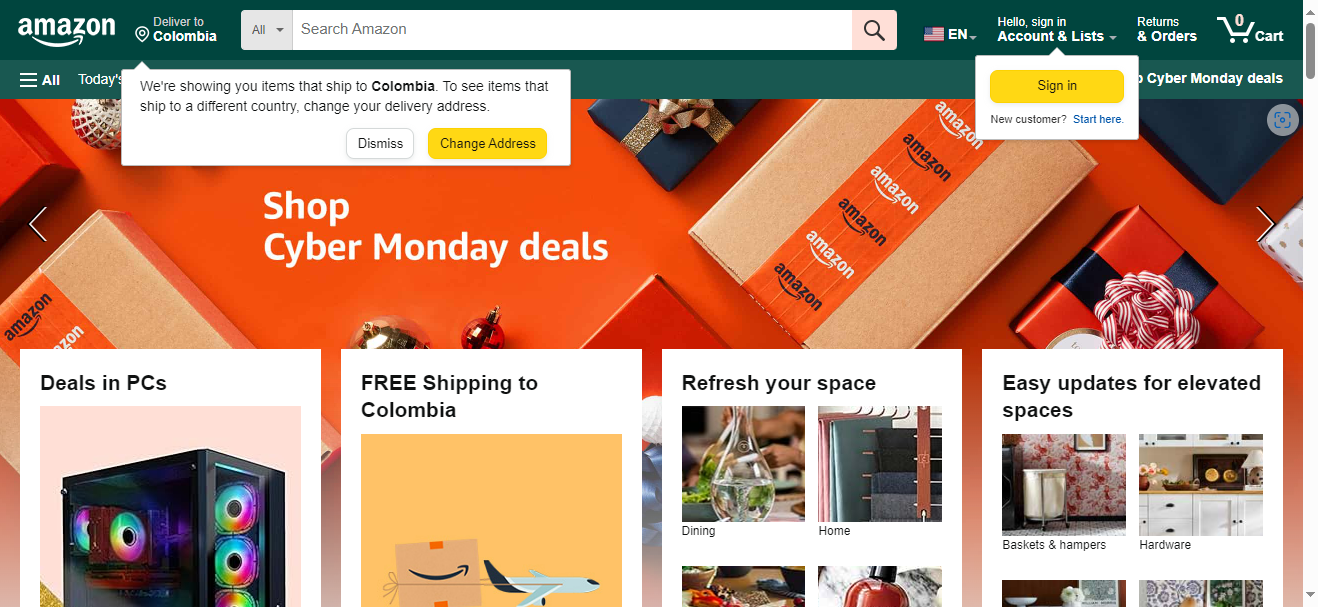 amazon
Deliver to
Colombia
All
Search Amazon
EN
Hello, sign in
Account & Lists
Returns
& Orders
0
Cart
All
Today's
Cyber Monday deals
We're showing you items that ship to Colombia. To see items that
ship to a different country, change your delivery address.
Dismiss
Change Address
Sign in
New customer? Start here.
Shop
Cyber Monday deals
amazon
amazon
amazon
amazon
amazon
amazon
amazon
Deals in PCs
FREE Shipping to
Colombia
Refresh your space
Dining
Home
Easy updates for elevated
spaces
Baskets & hampers
Hardware